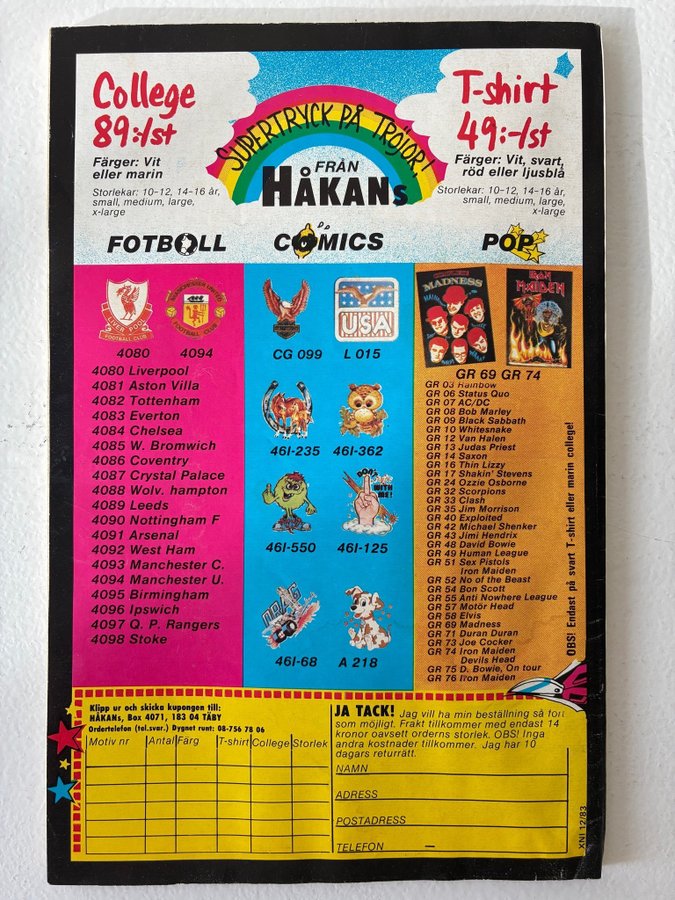 College
89:-/st
Färger: Vit
eller marin
Storlekar: 10-12, 14-16 år,
small, medium, large,
x-large
SUPERTRYCK PÅ TRÖJOR!
FRÅN
HÅKANs
T-shirt
49:-/st
Färger: Vit, svart,
röd eller ljusblå
Storlekar: 10-12, 14-16 år,
small, medium, large,
x-large
FOTBOLL
COMICS
POP
LIVERPOOL
FOOTBALL CLUB
MANCHESTER UNITED
FOOTBALL CLUB
4080 4094
4080 Liverpool
4081 Aston Villa
4082 Tottenham
4083 Everton
4084 Chelsea
4085 W. Bromwich
4086 Coventry
4087 Crystal Palace
4088 Wolv. hampton
4089 Leeds
4090 Nottingham F
4091 Arsenal
4092 West Ham
4093 Manchester C.
4094 Manchester U.
4095 Birmingham
4096 Ipswich
4097 Q. P. Rangers
4098 Stoke
USA
CG 099 L 015
46I-235 46I-362
DON'T
WITH
ME!
46I-550 46I-125
46I-68 A 218
MADNESS
IRON
MAIDEN
GR 69 GR 74
GR 03 Rainbow
GR 06 Status Quo
GR 07 AC/DC
GR 08 Bob Marley
GR 09 Black Sabbath
GR 10 Whitesnake
GR 12 Van Halen
GR 13 Judas Priest
GR 14 Saxon
GR 16 Thin Lizzy
GR 17 Shakin' Stevens
GR 24 Ozzie Osborne
GR 32 Scorpions
GR 33 Clash
GR 35 Jim Morrison
GR 40 Exploited
GR 42 Michael Shenker
GR 43 Jimi Hendrix
GR 48 David Bowie
GR 49 Human League
GR 51 Sex Pistols
Iron Maiden
GR 52 No of the Beast
GR 54 Bon Scott
GR 55 Anti Nowhere League
GR 57 Motör Head
GR 58 Elvis
GR 69 Madness
GR 71 Duran Duran
GR 73 Joe Cocker
GR 74 Iron Maiden
Devils Head
GR 75 D. Bowie, On tour
GR 76 Iron Maiden
OBS! Endast på svart T-shirt eller marin college!
Klipp ur och skicka kupongen till:
HÅKANs, Box 4071, 183 04 TÄBY
Ordertelefon (tel.svar.) Dygnet runt: 08-756 78 06
Motiv nr Antal Färg T-shirt College Storlek
JA TACK! Jag vill ha min beställning så fort
som möjligt. Frakt tillkommer med endast 14
kronor oavsett orderns storlek. OBS! Inga
andra kostnader tillkommer. Jag har 10
dagars returrätt.
NAMN
ADRESS
POSTADRESS
TELEFON –
XNI 12/83